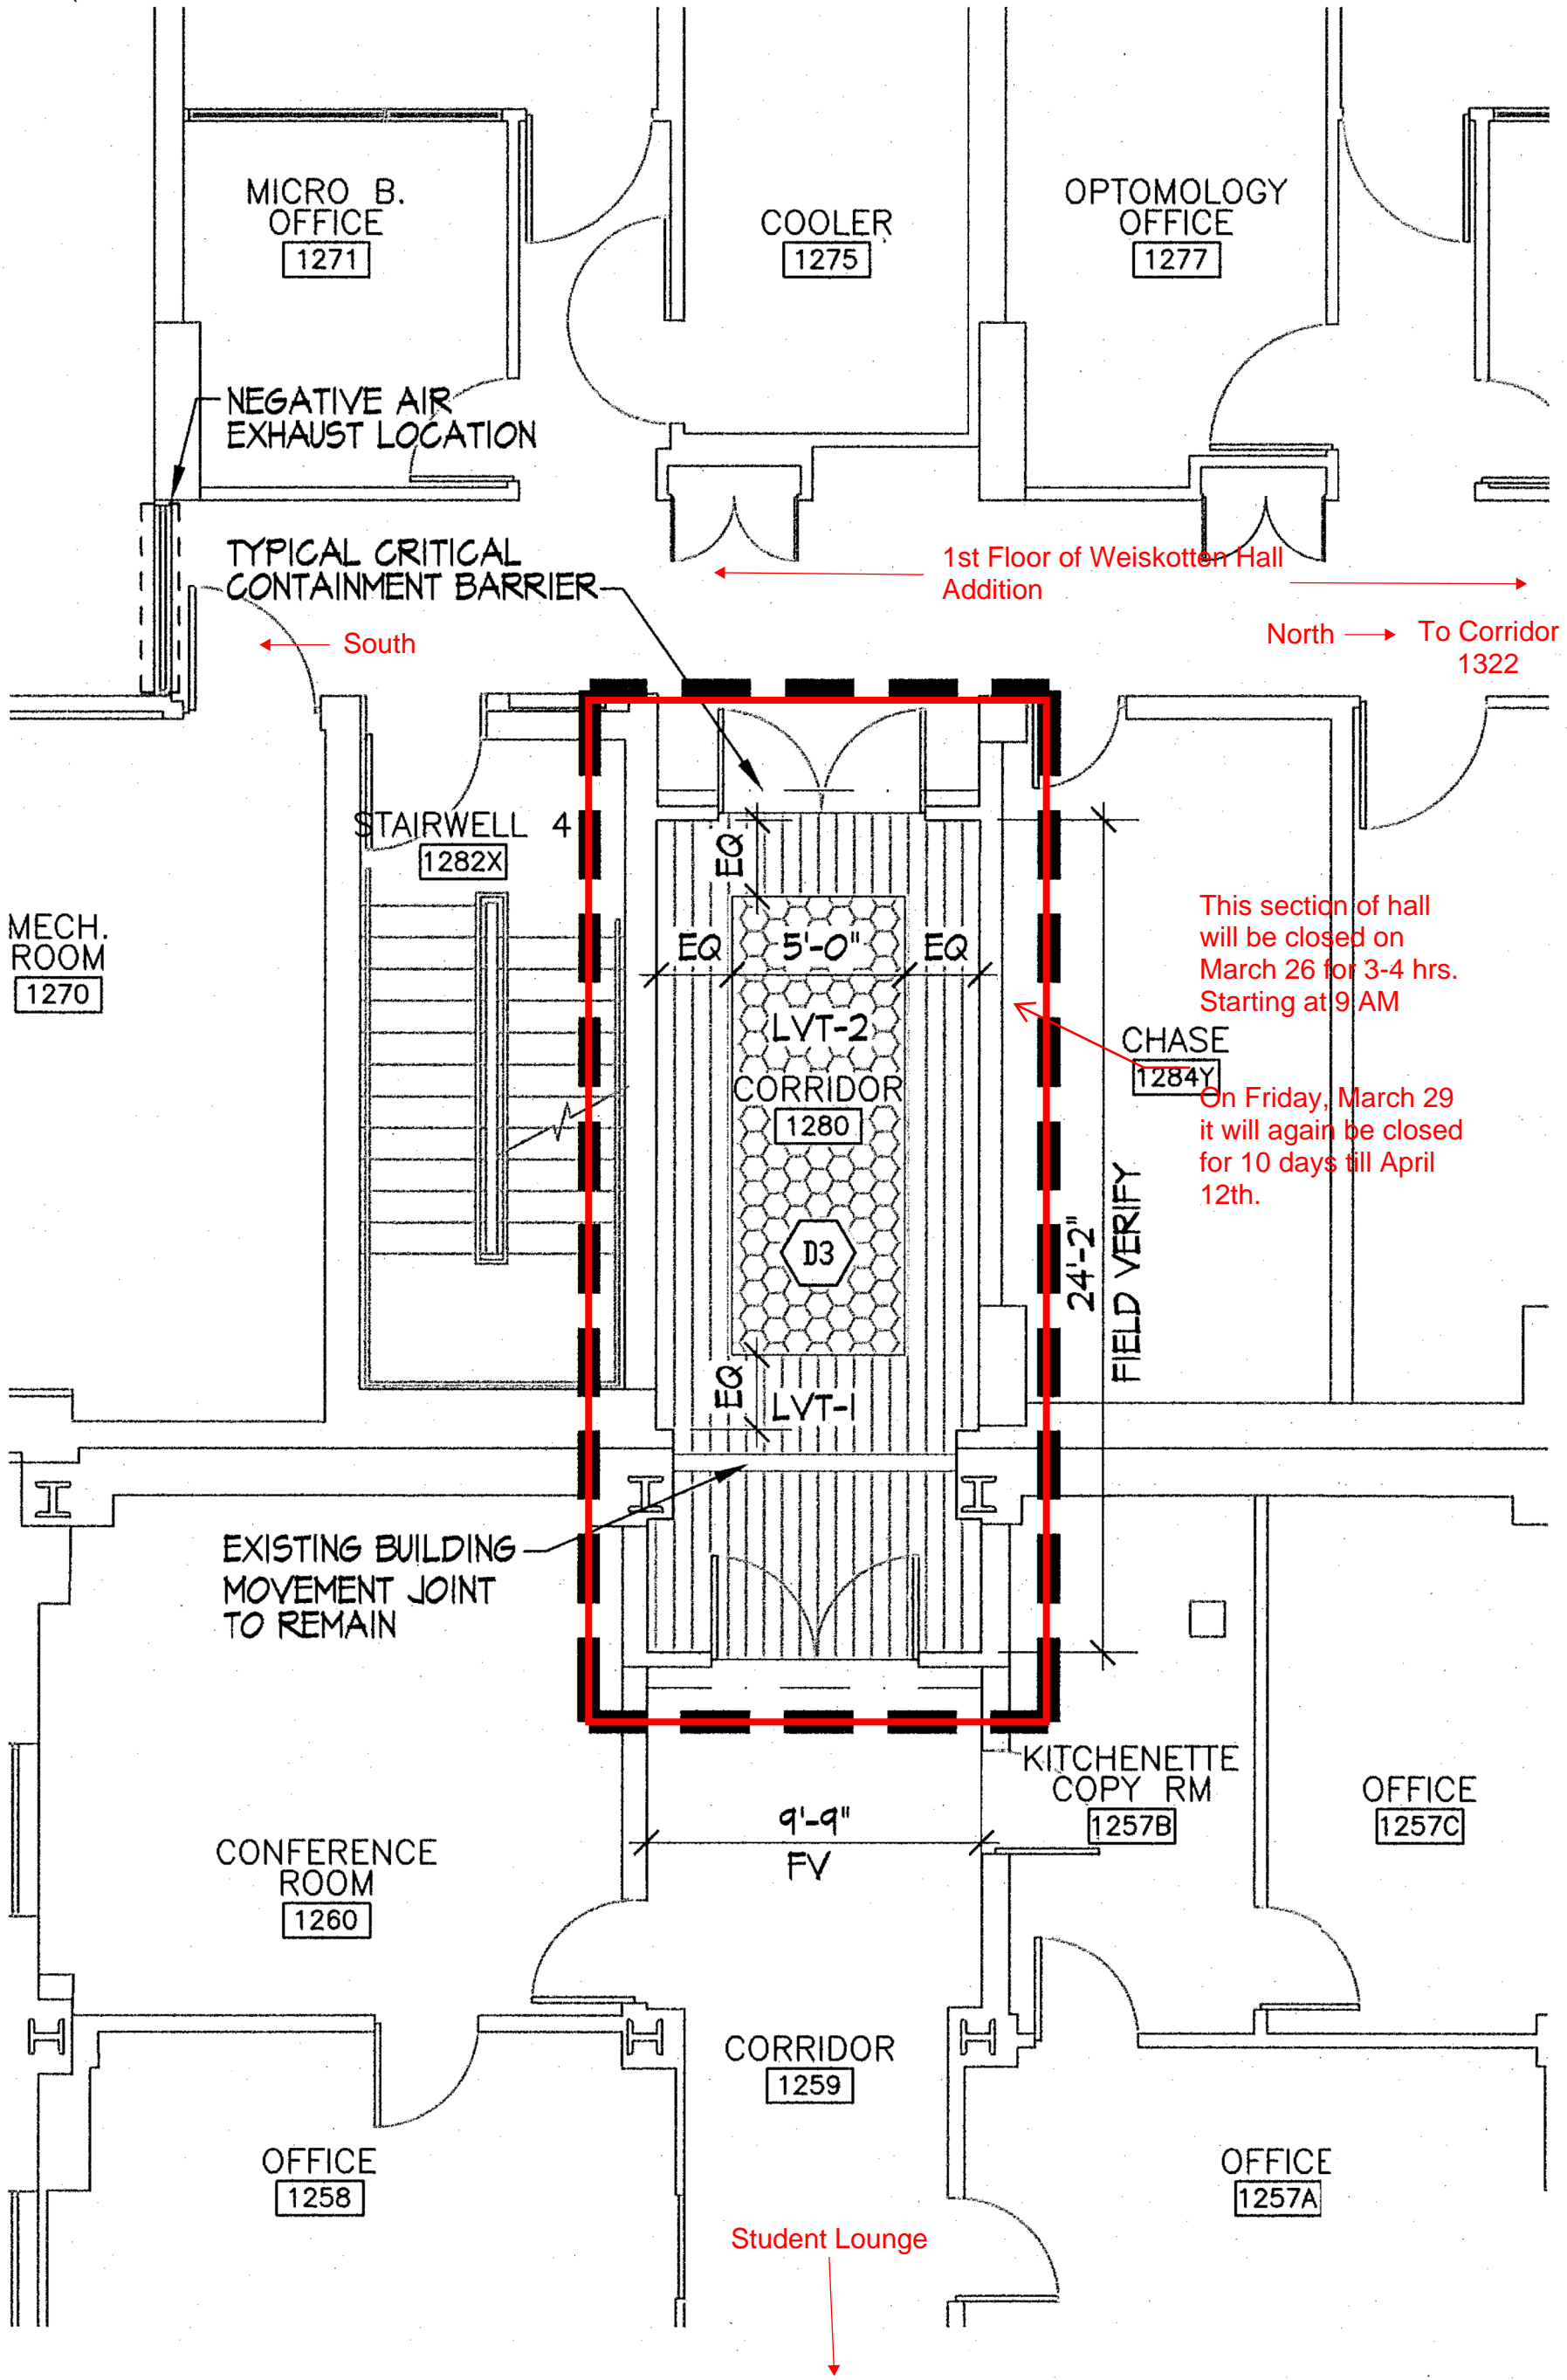 MICRO B.
OFFICE
1271
COOLER
1275
OPTOMOLOGY
OFFICE
1277
NEGATIVE AIR
EXHAUST LOCATION
TYPICAL CRITICAL
CONTAINMENT BARRIER
1st Floor of Weiskotten Hall
Addition
South
North
To Corridor
1322
STAIRWELL 4
1282X
EQ
MECH.
ROOM
1270
EQ
5'-0"
EQ
This section of hall
will be closed on
March 26 for 3-4 hrs.
Starting at 9 AM
LVT-2
CORRIDOR
1280
CHASE
1284Y
On Friday, March 29
it will again be closed
for 10 days till April
12th.
D3
24'-2"
FIELD VERIFY
EQ
LVT-1
EXISTING BUILDING
MOVEMENT JOINT
TO REMAIN
KITCHENETTE
COPY RM
1257B
OFFICE
1257C
9'-9"
FV
CONFERENCE
ROOM
1260
CORRIDOR
1259
OFFICE
1258
OFFICE
1257A
Student Lounge